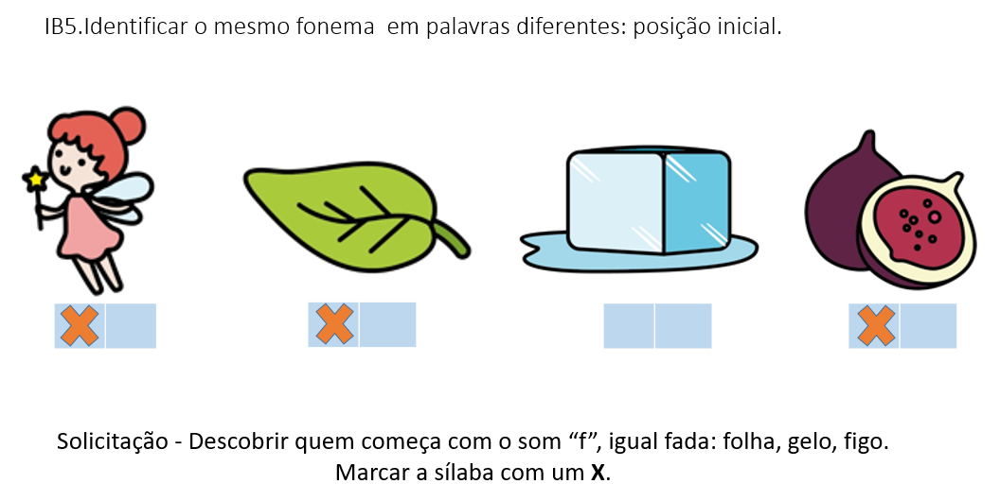 IB5.Identificar o mesmo fonema em palavras diferentes: posição inicial.
Solicitação - Descobrir quem começa com o som “f”, igual fada: folha, gelo, figo.
Marcar a sílaba com um X.